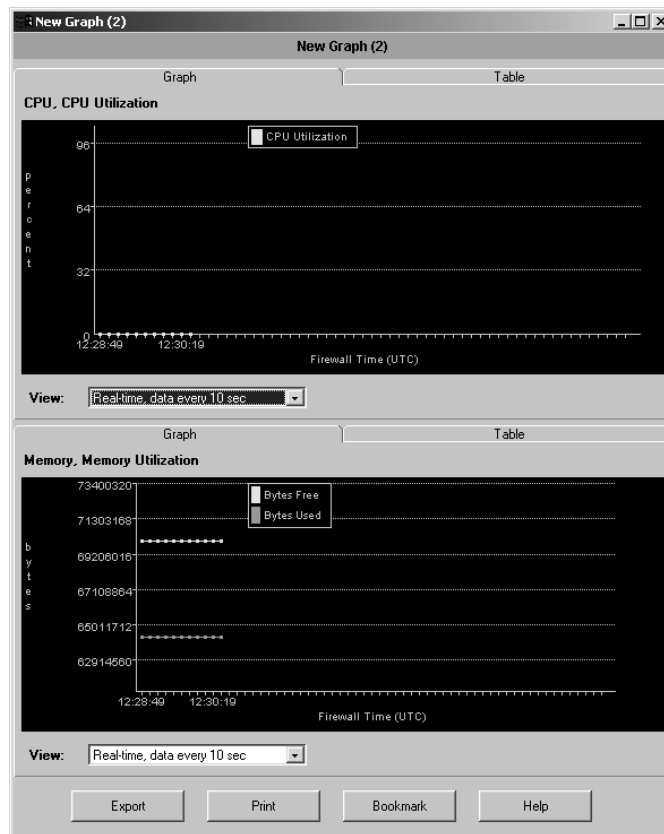 New Graph (2)
New Graph (2)
Graph
Table
CPU, CPU Utilization
CPU Utilization
percent
96
64
32
0
12:28:49
12:30:19
Firewall Time (UTC)
View:
Real-time, data every 10 sec
Graph
Table
Memory, Memory Utilization
Bytes Free
Bytes Used
bytes
73400320
71303168
69206016
67108864
65011712
62914560
12:28:49
12:30:19
Firewall Time (UTC)
View:
Real-time, data every 10 sec
Export
Print
Bookmark
Help